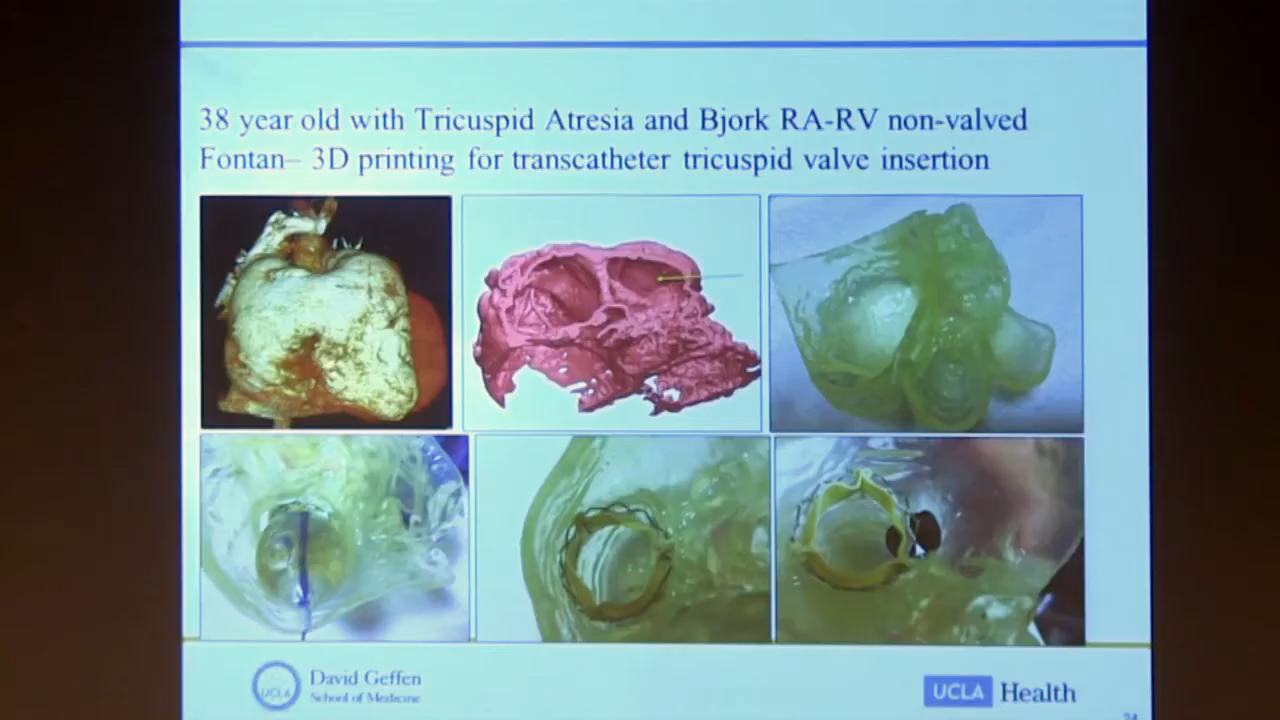 38 year old with Tricuspid Atresia and Bjork RA-RV non-valved
Fontan– 3D printing for transcatheter tricuspid valve insertion
UCLA
David Geffen
School of Medicine
UCLA Health